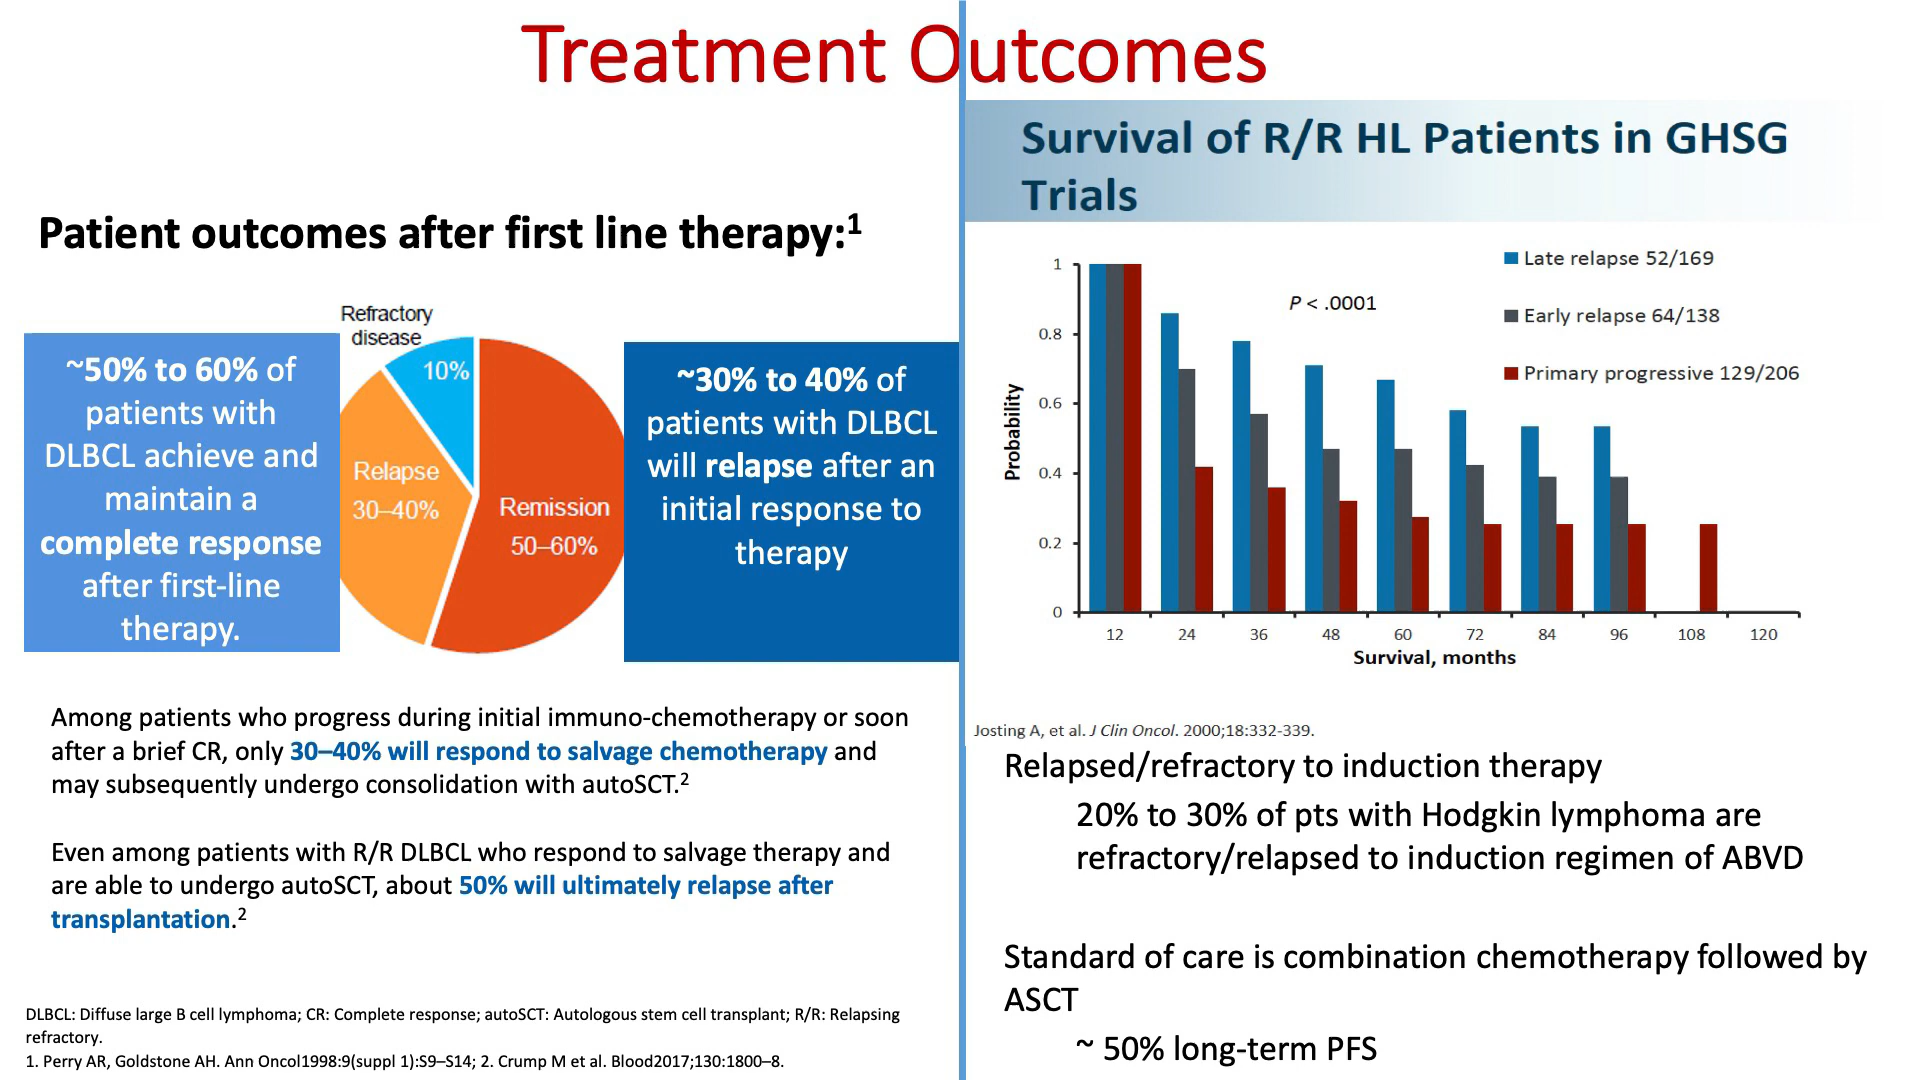 Treatment Outcomes
Patient outcomes after first line therapy:1
~50% to 60% of
patients with
DLBCL achieve and
maintain a
complete response
after first-line
therapy.
Refractory
disease
10%
Relapse
30–40%
Remission
50–60%
~30% to 40% of
patients with DLBCL
will relapse after an
initial response to
therapy
Among patients who progress during initial immuno-chemotherapy or soon
after a brief CR, only 30–40% will respond to salvage chemotherapy and
may subsequently undergo consolidation with autoSCT.2
Even among patients with R/R DLBCL who respond to salvage therapy and
are able to undergo autoSCT, about 50% will ultimately relapse after
transplantation.2
DLBCL: Diffuse large B cell lymphoma; CR: Complete response; autoSCT: Autologous stem cell transplant; R/R: Relapsing
refractory.
1. Perry AR, Goldstone AH. Ann Oncol1998:9(suppl 1):S9–S14; 2. Crump M et al. Blood2017;130:1800–8.
Survival of R/R HL Patients in GHSG
Trials
Late relapse 52/169
Early relapse 64/138
Primary progressive 129/206
P < .0001
Probability
1
0.8
0.6
0.4
0.2
0
12 24 36 48 60 72 84 96 108 120
Survival, months
Josting A, et al. J Clin Oncol. 2000;18:332-339.
Relapsed/refractory to induction therapy
20% to 30% of pts with Hodgkin lymphoma are
refractory/relapsed to induction regimen of ABVD
Standard of care is combination chemotherapy followed by
ASCT
~ 50% long-term PFS